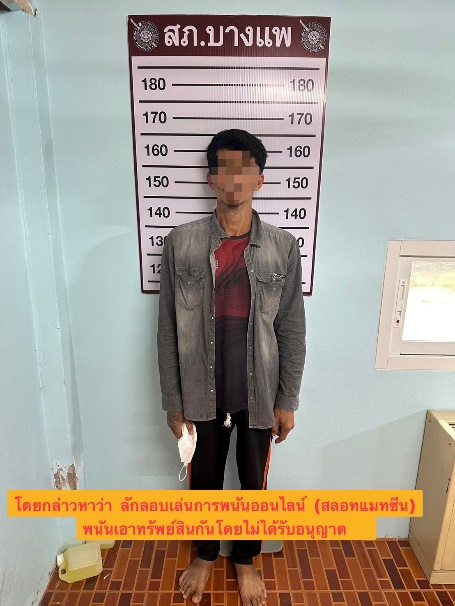 สภ.บางแพ
180 180
170 170
160 160
150 150
140 140
โดยกล่าวหาว่า ลักลอบเล่นการพนันออนไลน์ (สลอทแมทชีน)
พนันเอาทรัพย์สินกันโดยไม่ได้รับอนุญาต